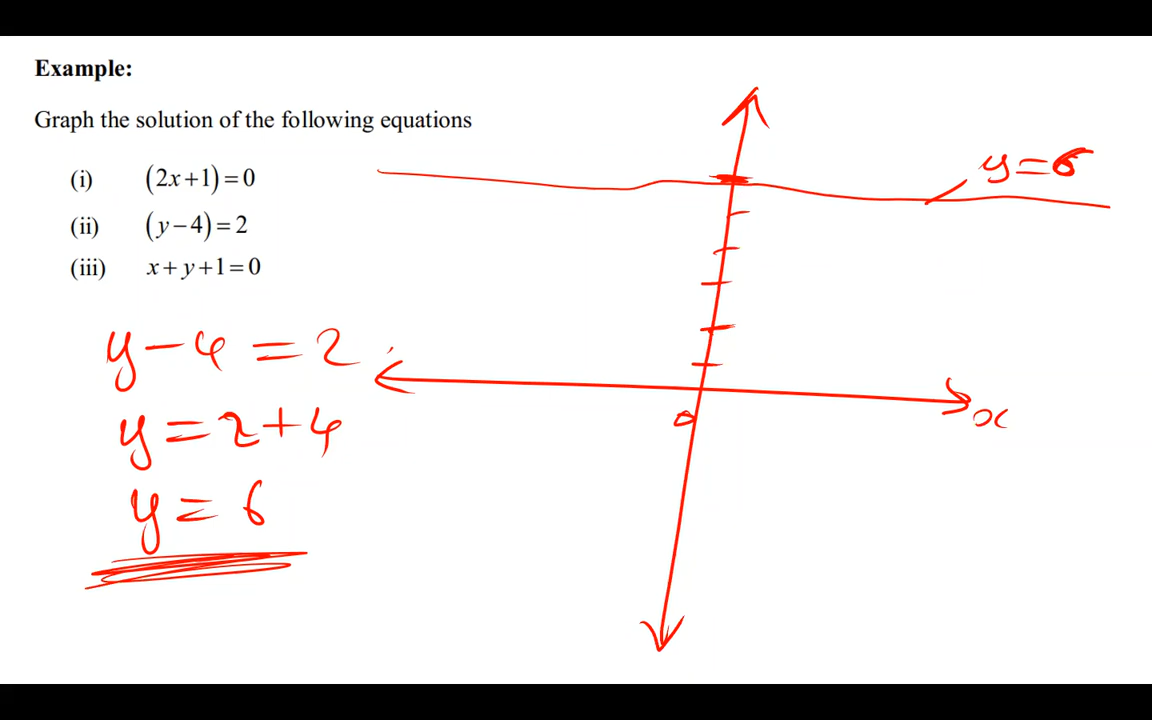 Example:
Graph the solution of the following equations
(i) (2x+1)=0
(ii) (y−4)=2
(iii) x+y+1=0
y=6
y−4=2
y=2+4
y=6
0
x